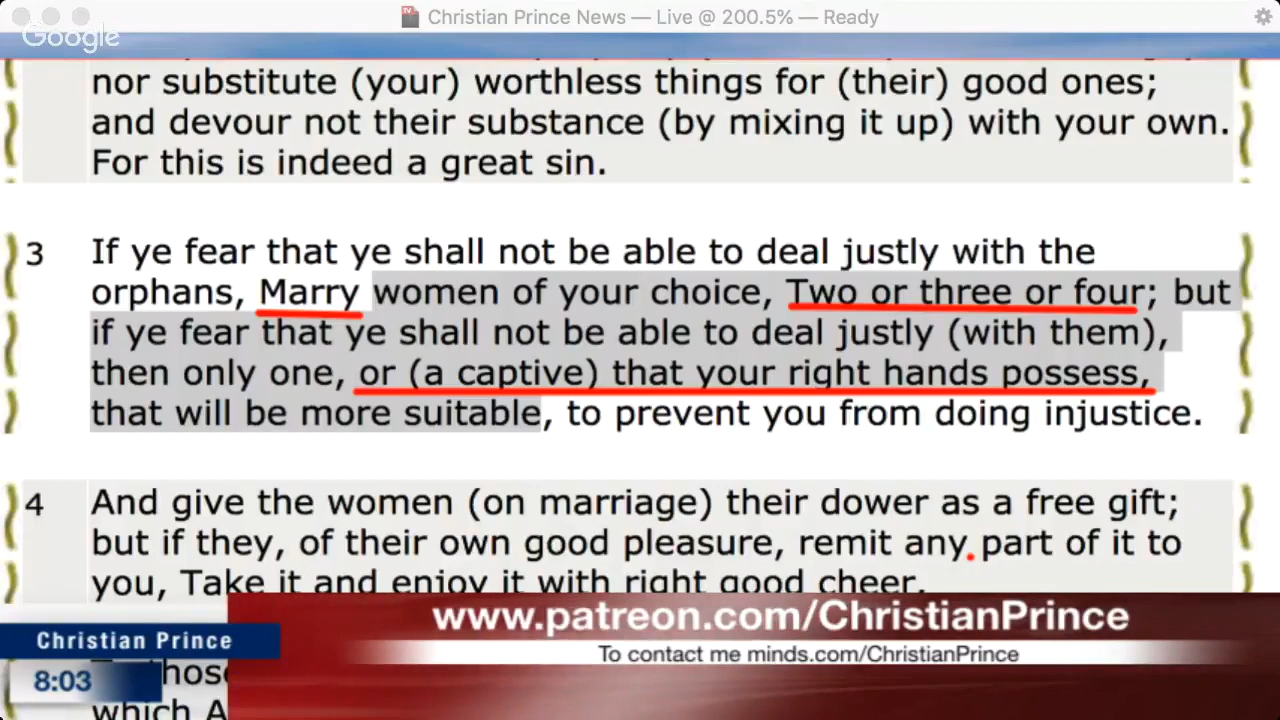 Christian Prince News — Live @ 200.5% — Ready
Google
nor substitute (your) worthless things for (their) good ones;
and devour not their substance (by mixing it up) with your own.
For this is indeed a great sin.
3 If ye fear that ye shall not be able to deal justly with the
orphans, Marry women of your choice, Two or three or four; but
if ye fear that ye shall not be able to deal justly (with them),
then only one, or (a captive) that your right hands possess,
that will be more suitable, to prevent you from doing injustice.
4 And give the women (on marriage) their dower as a free gift;
but if they, of their own good pleasure, remit any part of it to
you, Take it and enjoy it with right good cheer.
www.patreon.com/ChristianPrince
Christian Prince
To contact me minds.com/ChristianPrince
8:03
which A